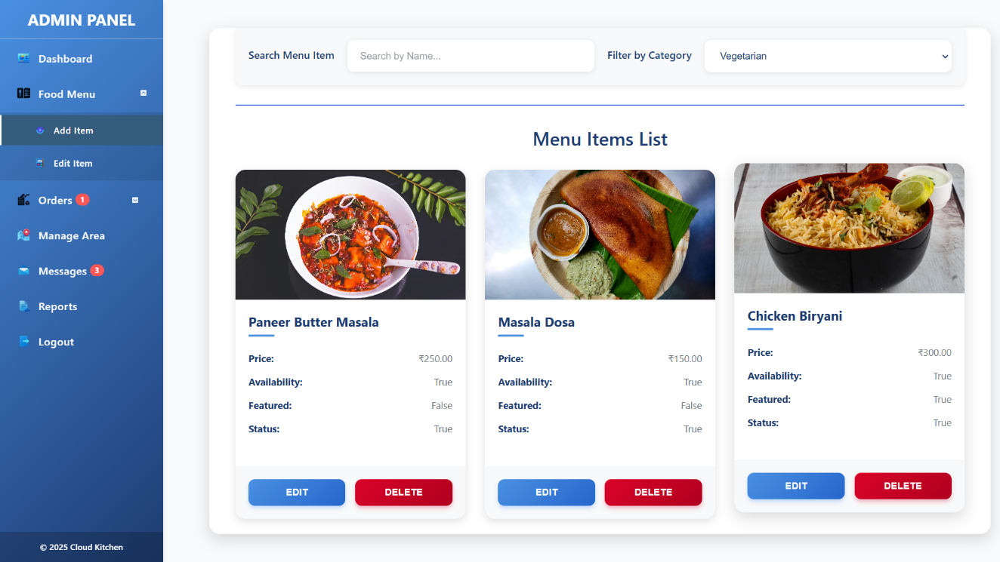 ADMIN PANEL
Dashboard
Food Menu
Add Item
Edit Item
Orders 1
Manage Area
Messages 3
Reports
Logout
© 2025 Cloud Kitchen
Search Menu Item Search by Name... Filter by Category Vegetarian
Menu Items List
Paneer Butter Masala
Price: ₹250.00
Availability: True
Featured: False
Status: True
EDIT DELETE
Masala Dosa
Price: ₹150.00
Availability: True
Featured: False
Status: True
EDIT DELETE
Chicken Biryani
Price: ₹300.00
Availability: True
Featured: True
Status: True
EDIT DELETE